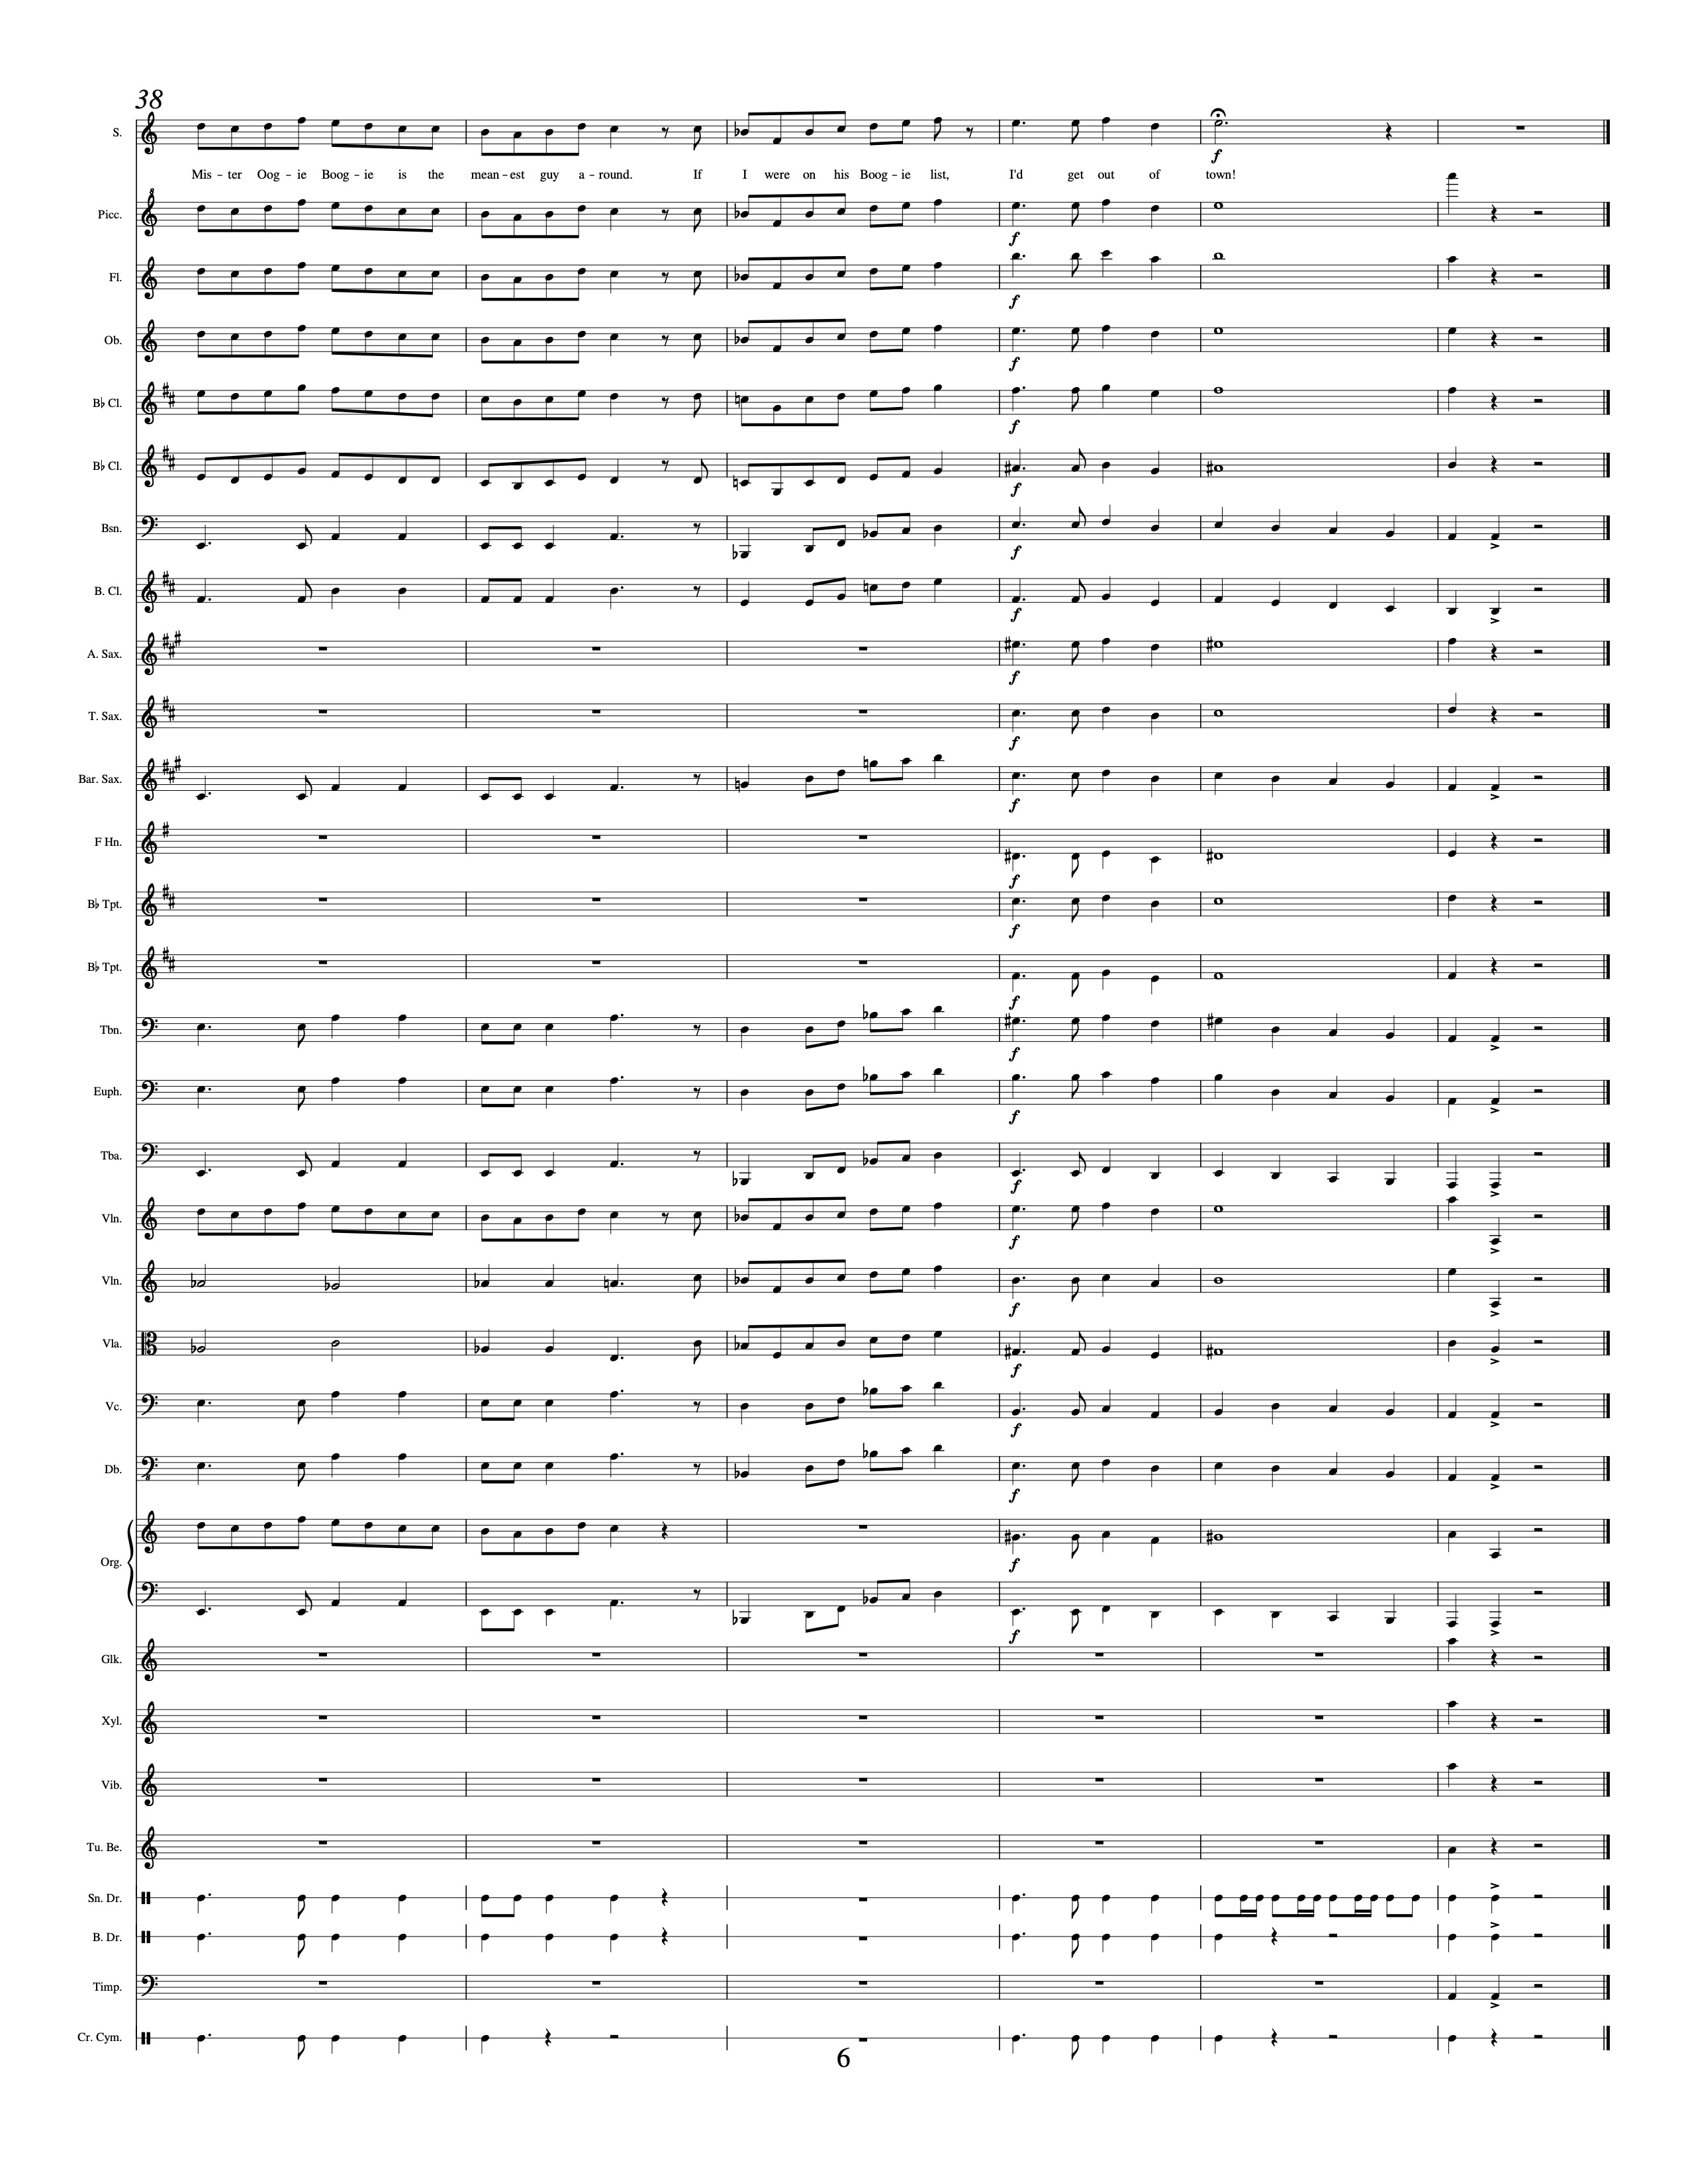 38
S.
Mis - ter Oog - ie Boog - ie is the mean - est guy a - round. If I were on his Boog - ie list, I'd get out of town!
f
Picc.
f
Fl.
f
Ob.
f
B♭ Cl.
f
B♭ Cl.
f
Bsn.
f
B. Cl.
f
A. Sax.
f
T. Sax.
f
Bar. Sax.
f
F Hn.
f
B♭ Tpt.
f
B♭ Tpt.
f
Tbn.
f
Euph.
f
Tba.
f
Vln.
f
Vln.
f
Vla.
f
Vc.
f
Db.
f
Org.
f
f
Glk.
Xyl.
Vib.
Tu. Be.
Sn. Dr.
B. Dr.
Timp.
Cr. Cym.
6